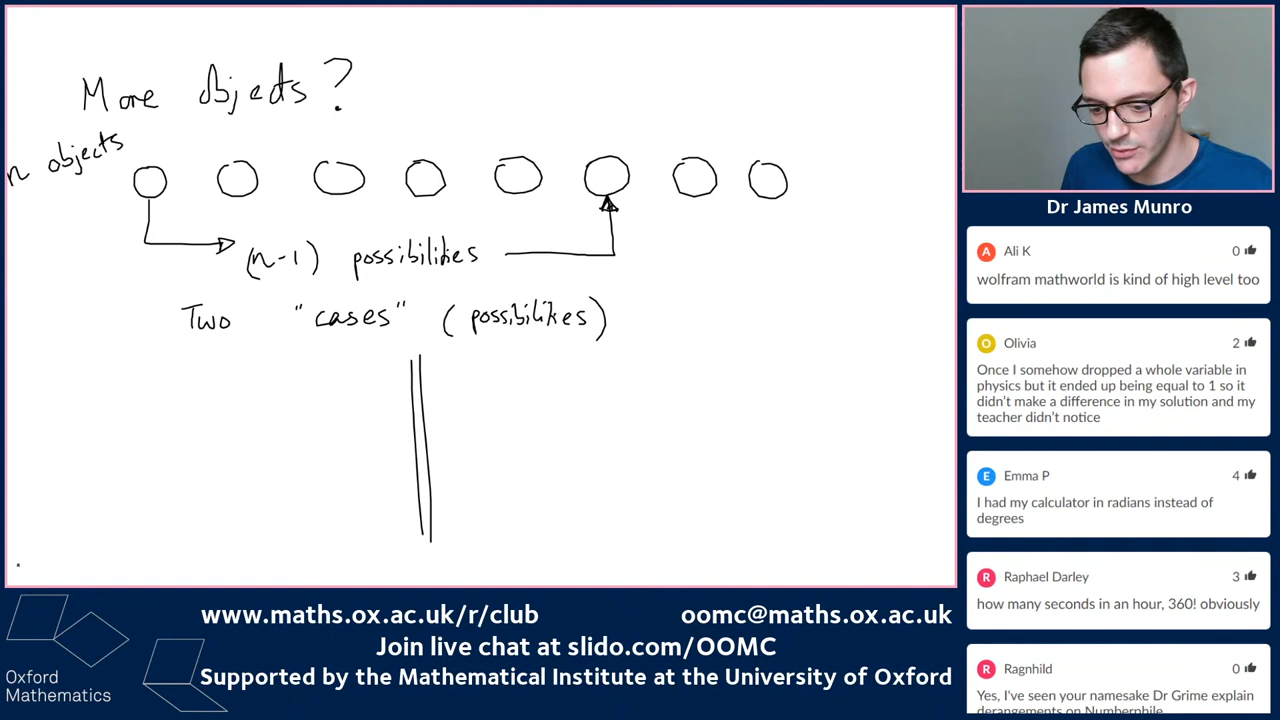 More objects?
n objects
(n-1) possibilities
Two "cases" (possibilities)
Dr James Munro
A Ali K 0
wolfram mathworld is kind of high level too
O Olivia 2
Once I somehow dropped a whole variable in
physics but it ended up being equal to 1 so it
didn't make a difference in my solution and my
teacher didn't notice
E Emma P 4
I had my calculator in radians instead of
degrees
R Raphael Darley 3
how many seconds in an hour, 360! obviously
R Ragnhild 0
Yes, I've seen your namesake Dr Grime explain
derangements on Numberphile
Oxford
Mathematics
www.maths.ox.ac.uk/r/club oomc@maths.ox.ac.uk
Join live chat at slido.com/OOMC
Supported by the Mathematical Institute at the University of Oxford